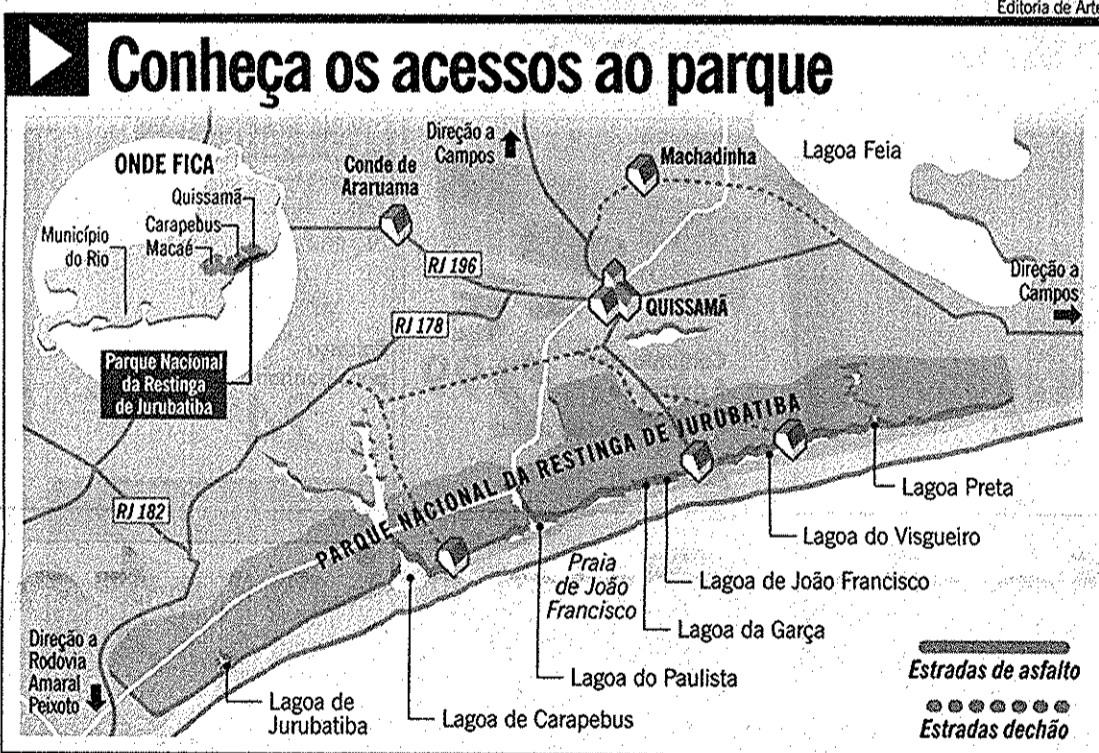 Editoria de Arte
Conheça os acessos ao parque
ONDE FICA
Quissamã
Carapebus
Macaé
Município
do Rio
Parque Nacional
da Restinga
de Jurubatiba
Conde de
Araruama
Direção a
Campos
Machadinha
Lagoa Feia
RJ 196
QUISSAMÃ
Direção a
Campos
RJ 178
RJ 182
PARQUE NACIONAL DA RESTINGA DE JURUBATIBA
Lagoa Preta
Lagoa do Visgueiro
Praia
de João
Francisco
Lagoa de João Francisco
Lagoa da Garça
Lagoa do Paulista
Lagoa de Carapebus
Lagoa de
Jurubatiba
Direção a
Rodovia
Amaral
Peixoto
Estradas de asfalto
Estradas dechão